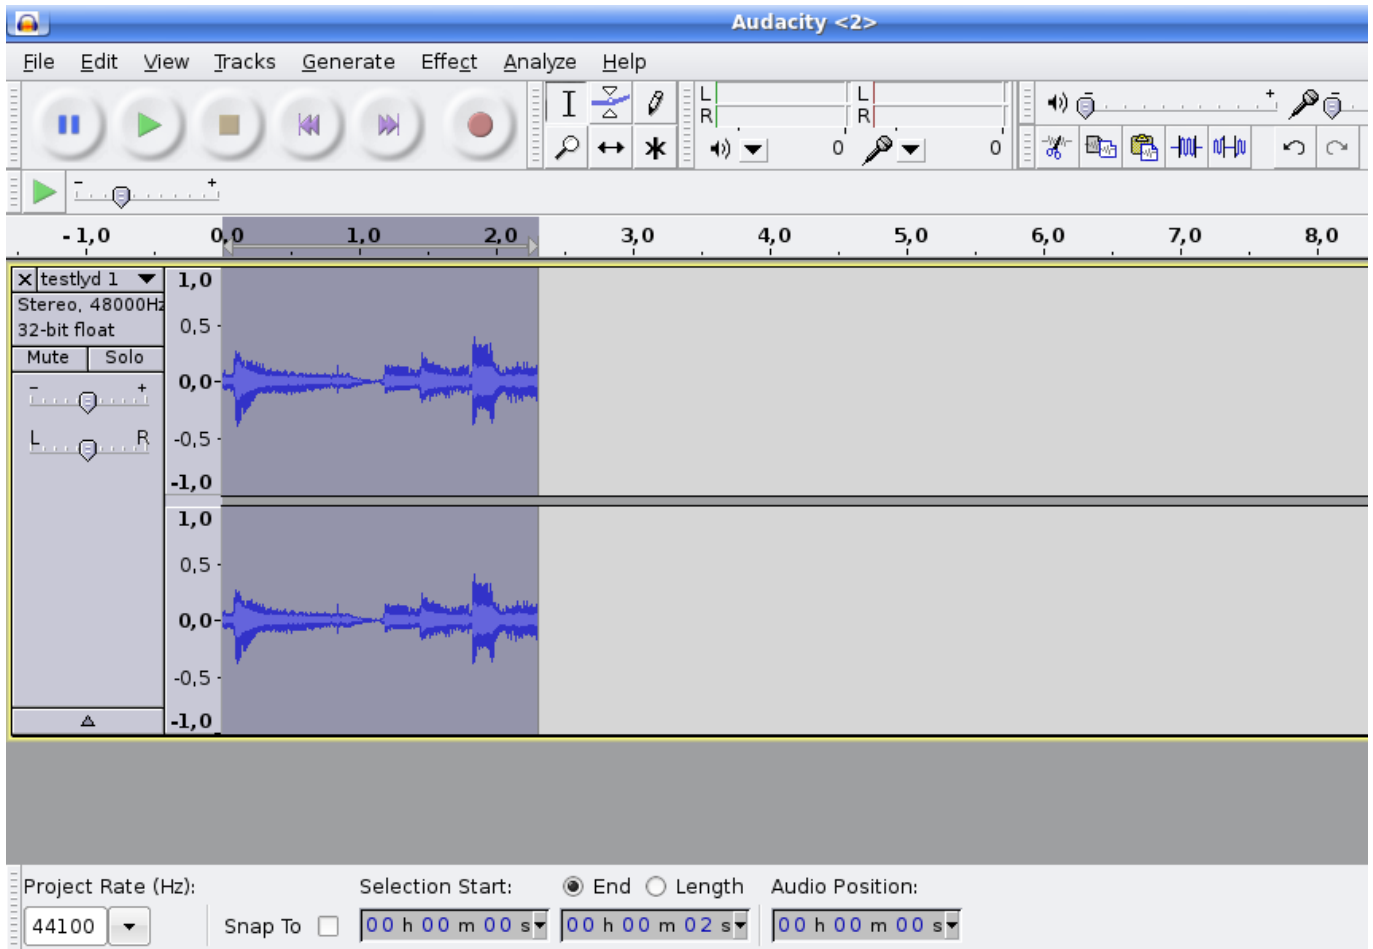 Audacity <2>
File Edit View Tracks Generate Effect Analyze Help
L R L R
0 0
- +
- +
-1,0 0,0 1,0 2,0 3,0 4,0 5,0 6,0 7,0 8,0
testlyd 1
Stereo, 48000Hz
32-bit float
Mute Solo
- +
L R
1,0
0,5
0,0
-0,5
-1,0
1,0
0,5
0,0
-0,5
-1,0
Project Rate (Hz): Selection Start: End Length Audio Position:
44100 Snap To 00 h 00 m 00 s 00 h 00 m 02 s 00 h 00 m 00 s